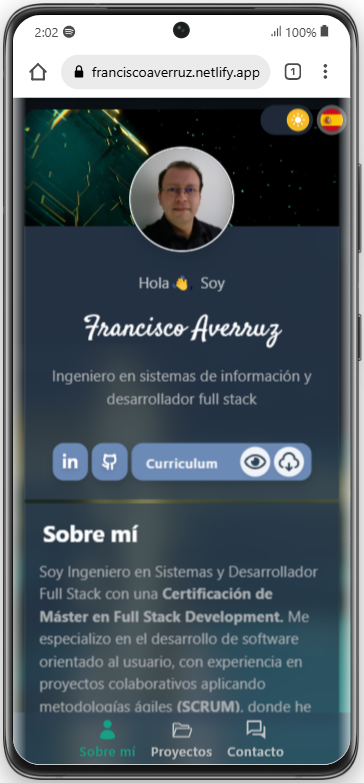 2:02 100%
franciscoaverruz.netlify.app 1
Hola 👋 Soy
Francisco Averruz
Ingeniero en sistemas de información y
desarrollador full stack
in Curriculum
Sobre mí
Soy Ingeniero en Sistemas y Desarrollador
Full Stack con una Certificación de
Máster en Full Stack Development. Me
especializo en el desarrollo de software
orientado al usuario, con experiencia en
proyectos colaborativos aplicando
metodologías ágiles (SCRUM), donde he
Sobre mí Proyectos Contacto